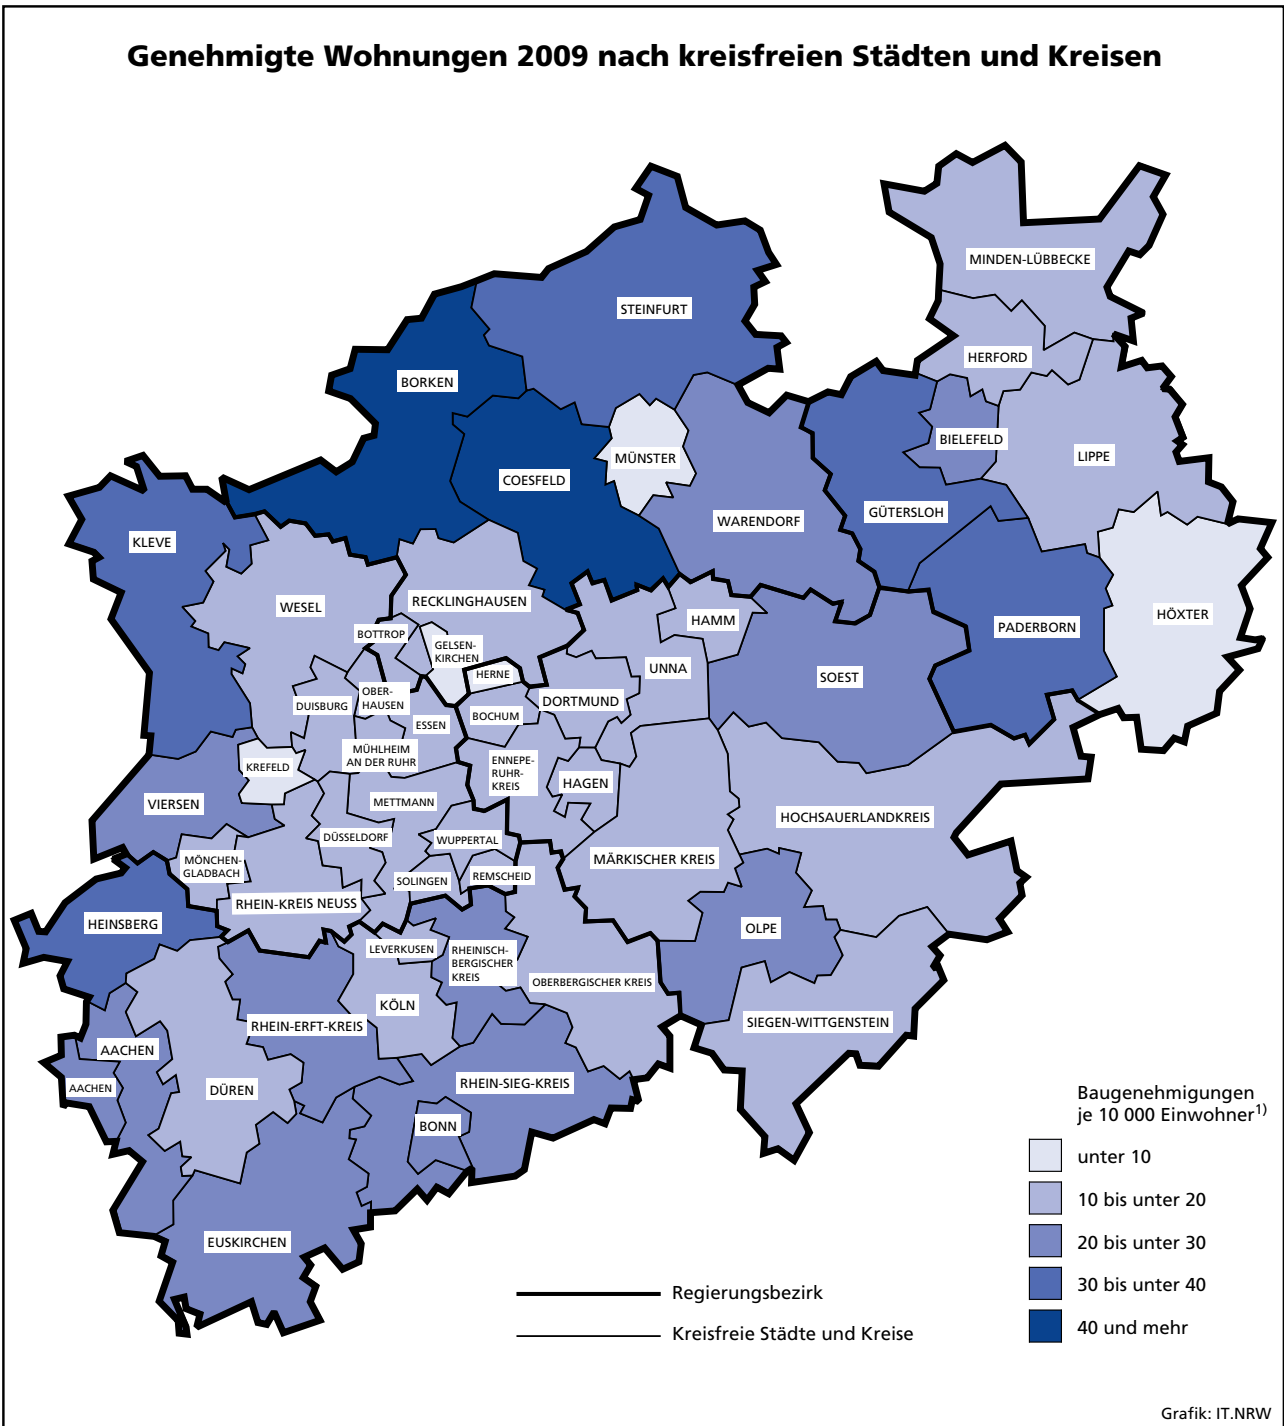 Genehmigte Wohnungen 2009 nach kreisfreien Städten und Kreisen
MINDEN-LÜBBECKE
STEINFURT
HERFORD
BORKEN
BIELEFELD
LIPPE
MÜNSTER
COESFELD
GÜTERSLOH
WARENDORF
KLEVE
RECKLINGHAUSEN
WESEL
HÖXTER
HAMM
PADERBORN
BOTTROP
GELSEN-
KIRCHEN
UNNA
HERNE
SOEST
OBER-
HAUSEN
DORTMUND
DUISBURG
BOCHUM
ESSEN
MÜHLHEIM
AN DER RUHR
KREFELD
ENNEPE-
RUHR-
KREIS
HAGEN
METTMANN
VIERSEN
HOCHSAUERLANDKREIS
DÜSSELDORF
WUPPERTAL
MÄRKISCHER KREIS
MÖNCHEN-
GLADBACH
REMSCHEID
SOLINGEN
RHEIN-KREIS NEUSS
HEINSBERG
OLPE
LEVERKUSEN
RHEINISCH-
BERGISCHER
KREIS
OBERBERGISCHER KREIS
KÖLN
SIEGEN-WITTGENSTEIN
RHEIN-ERFT-KREIS
AACHEN
RHEIN-SIEG-KREIS
AACHEN
DÜREN
BONN
EUSKIRCHEN
Baugenehmigungen
je 10 000 Einwohner1)
unter 10
10 bis unter 20
20 bis unter 30
30 bis unter 40
40 und mehr
Regierungsbezirk
Kreisfreie Städte und Kreise
Grafik: IT.NRW